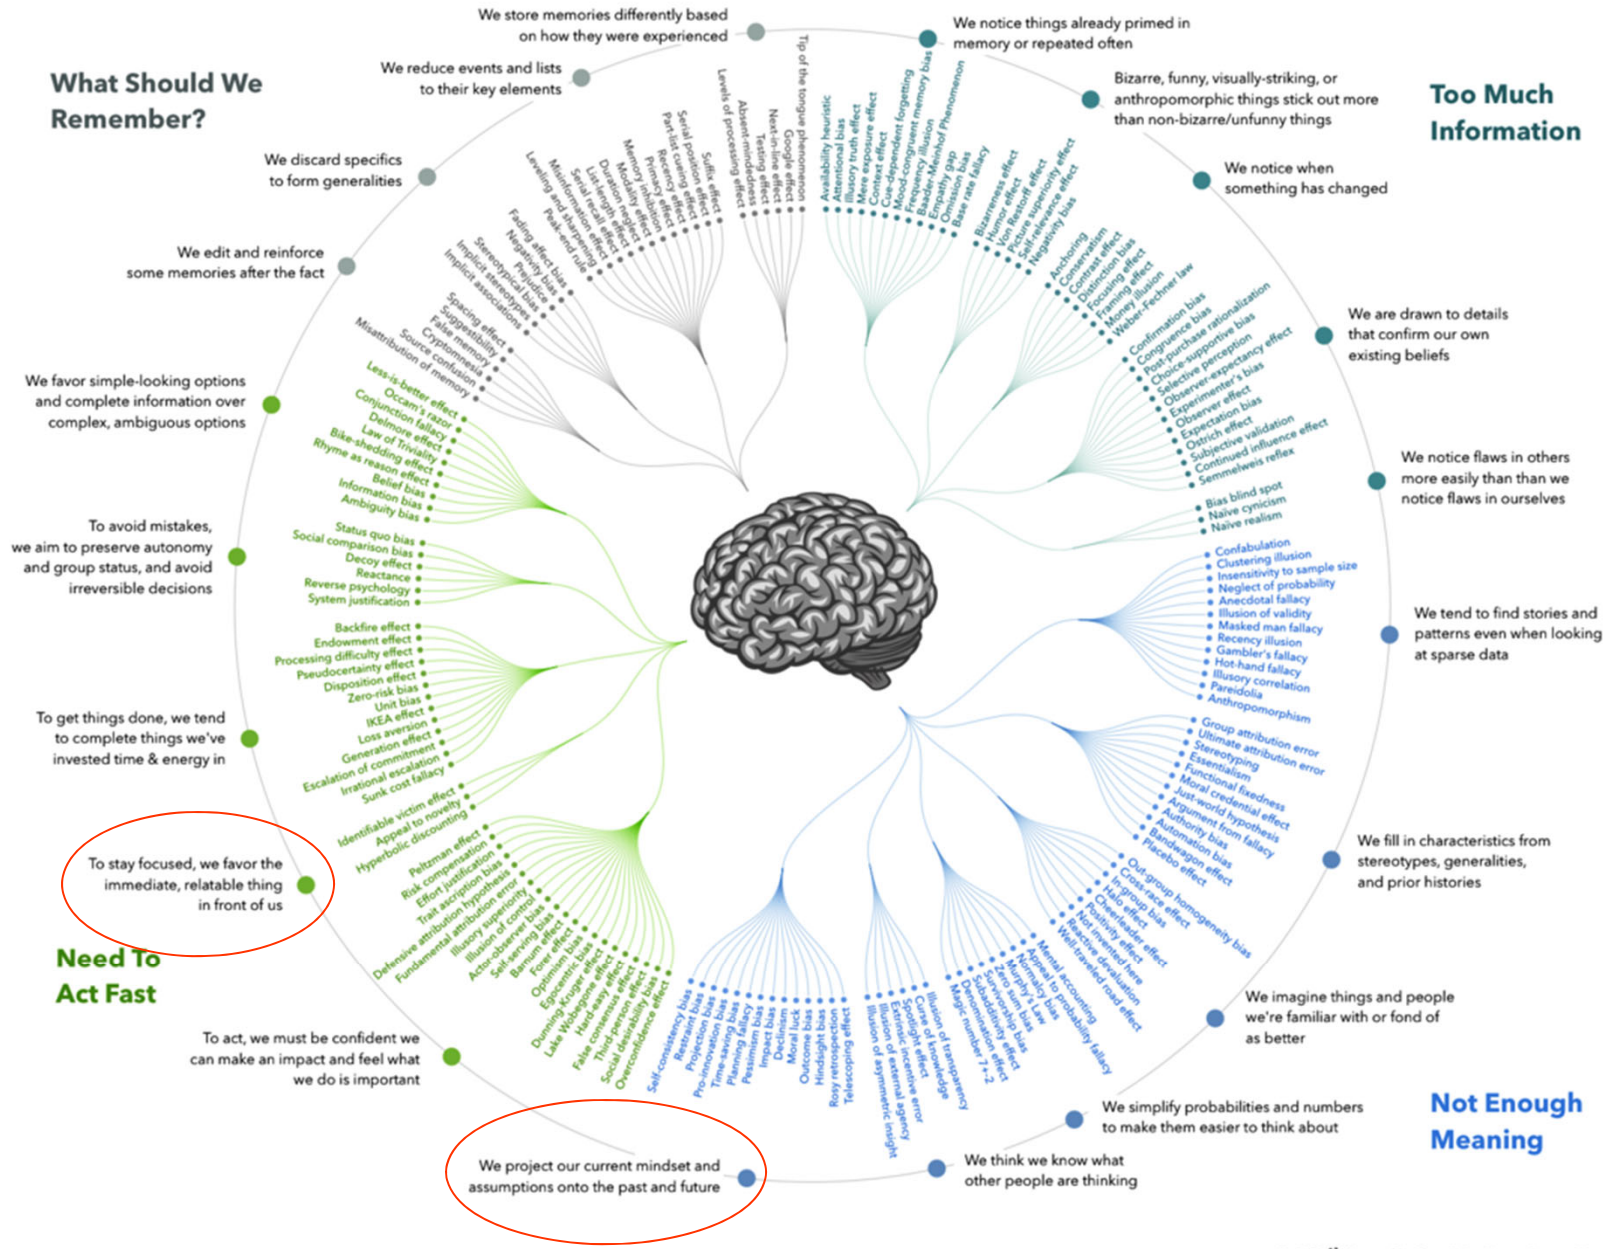 What Should We
Remember?
We store memories differently based
on how they were experienced
We reduce events and lists
to their key elements
We discard specifics
to form generalities
We edit and reinforce
some memories after the fact
Tip of the tongue phenomenon
Google effect
Next-in-line effect
Testing effect
Absent-mindedness
Levels of processing effect
Suffix effect
Serial position effect
Part-list cueing effect
Recency effect
Primacy effect
Memory inhibition
Modality effect
Duration neglect
List-length effect
Serial recall effect
Misinformation effect
Leveling and sharpening
Peak-end rule
Fading affect bias
Negativity bias
Prejudice
Stereotypical bias
Implicit stereotypes
Implicit associations
Spacing effect
Suggestibility
False memory
Cryptomnesia
Source confusion
Misattribution of memory
Too Much
Information
We notice things already primed in
memory or repeated often
Bizarre, funny, visually-striking, or
anthropomorphic things stick out more
than non-bizarre/unfunny things
We notice when
something has changed
We are drawn to details
that confirm our own
existing beliefs
We notice flaws in others
more easily than than we
notice flaws in ourselves
Availability heuristic
Attentional bias
Illusory truth effect
Mere exposure effect
Context effect
Cue-dependent forgetting
Mood-congruent memory bias
Frequency illusion
Baader-Meinhof Phenomenon
Empathy gap
Omission bias
Base rate fallacy
Bizarreness effect
Humor effect
Von Restorff effect
Picture superiority effect
Self-relevance effect
Negativity bias
Anchoring
Conservatism
Contrast effect
Distinction bias
Focusing effect
Framing effect
Money illusion
Weber-Fechner law
Confirmation bias
Congruence bias
Post-purchase rationalization
Choice-supportive bias
Selective perception
Observer-expectancy effect
Experimenter's bias
Observer effect
Expectation bias
Ostrich effect
Subjective validation
Continued influence effect
Semmelweis reflex
Bias blind spot
Naïve cynicism
Naïve realism
We tend to find stories and
patterns even when looking
at sparse data
We fill in characteristics from
stereotypes, generalities,
and prior histories
We imagine things and people
we're familiar with or fond of
as better
We simplify probabilities and numbers
to make them easier to think about
We think we know what
other people are thinking
We project our current mindset and
assumptions onto the past and future
Not Enough
Meaning
Confabulation
Clustering illusion
Insensitivity to sample size
Neglect of probability
Anecdotal fallacy
Illusion of validity
Masked man fallacy
Recency illusion
Gambler's fallacy
Hot-hand fallacy
Illusory correlation
Pareidolia
Anthropomorphism
Group attribution error
Ultimate attribution error
Stereotyping
Essentialism
Functional fixedness
Moral credential effect
Just-world hypothesis
Argument from fallacy
Authority bias
Automation bias
Bandwagon effect
Placebo effect
Out-group homogeneity bias
Cross-race effect
In-group bias
Halo effect
Cheerleader effect
Positivity effect
Not invented here
Reactive devaluation
Well-traveled road effect
Mental accounting
Appeal to probability fallacy
Normalcy bias
Murphy's Law
Zero sum bias
Survivorship bias
Subadditivity effect
Denomination effect
Magic number 7+-2
Illusion of transparency
Curse of knowledge
Spotlight effect
Extrinsic incentive error
Illusion of external agency
Illusion of asymmetric insight
Telescoping effect
Rosy retrospection
Hindsight bias
Outcome bias
Moral luck
Declinism
Impact bias
Pessimism bias
Planning fallacy
Time-saving bias
Pro-innovation bias
Projection bias
Restraint bias
Self-consistency bias
We favor simple-looking options
and complete information over
complex, ambiguous options
To avoid mistakes,
we aim to preserve autonomy
and group status, and avoid
irreversible decisions
To get things done, we tend
to complete things we've
invested time & energy in
To stay focused, we favor the
immediate, relatable thing
in front of us
Need To
Act Fast
To act, we must be confident we
can make an impact and feel what
we do is important
Less-is-better effect
Occam's razor
Conjunction fallacy
Delmore effect
Law of Triviality
Bike-shedding effect
Rhyme as reason effect
Belief bias
Information bias
Ambiguity bias
Status quo bias
Social comparison bias
Decoy effect
Reactance
Reverse psychology
System justification
Backfire effect
Endowment effect
Processing difficulty effect
Pseudocertainty effect
Disposition effect
Zero-risk bias
Unit bias
IKEA effect
Loss aversion
Generation effect
Escalation of commitment
Irrational escalation
Sunk cost fallacy
Identifiable victim effect
Appeal to novelty
Hyperbolic discounting
Peltzman effect
Risk compensation
Effort justification
Trait ascription bias
Defensive attribution hypothesis
Fundamental attribution error
Illusory superiority
Illusion of control
Actor-observer bias
Self-serving bias
Barnum effect
Forer effect
Optimism bias
Egocentric bias
Dunning-Kruger effect
Lake Wobegone effect
Hard-easy effect
False consensus effect
Third-person effect
Social desirability bias
Overconfidence effect